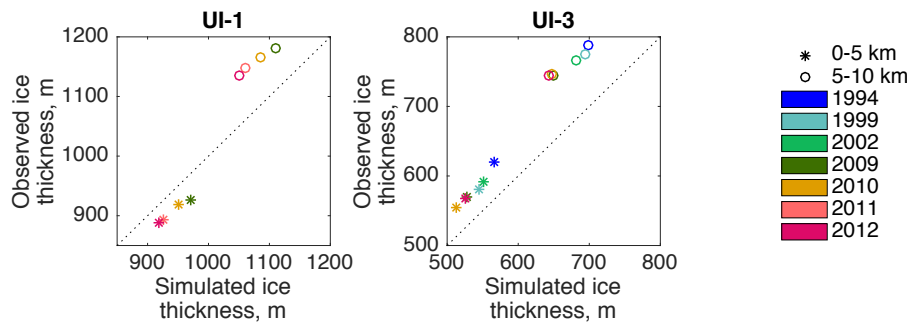 UI-1
1200
1100
1000
900
Observed ice
thickness, m
900 1000 1100 1200
Simulated ice
thickness, m
UI-3
800
700
600
500
Observed ice
thickness, m
500 600 700 800
Simulated ice
thickness, m
0-5 km
5-10 km
1994
1999
2002
2009
2010
2011
2012